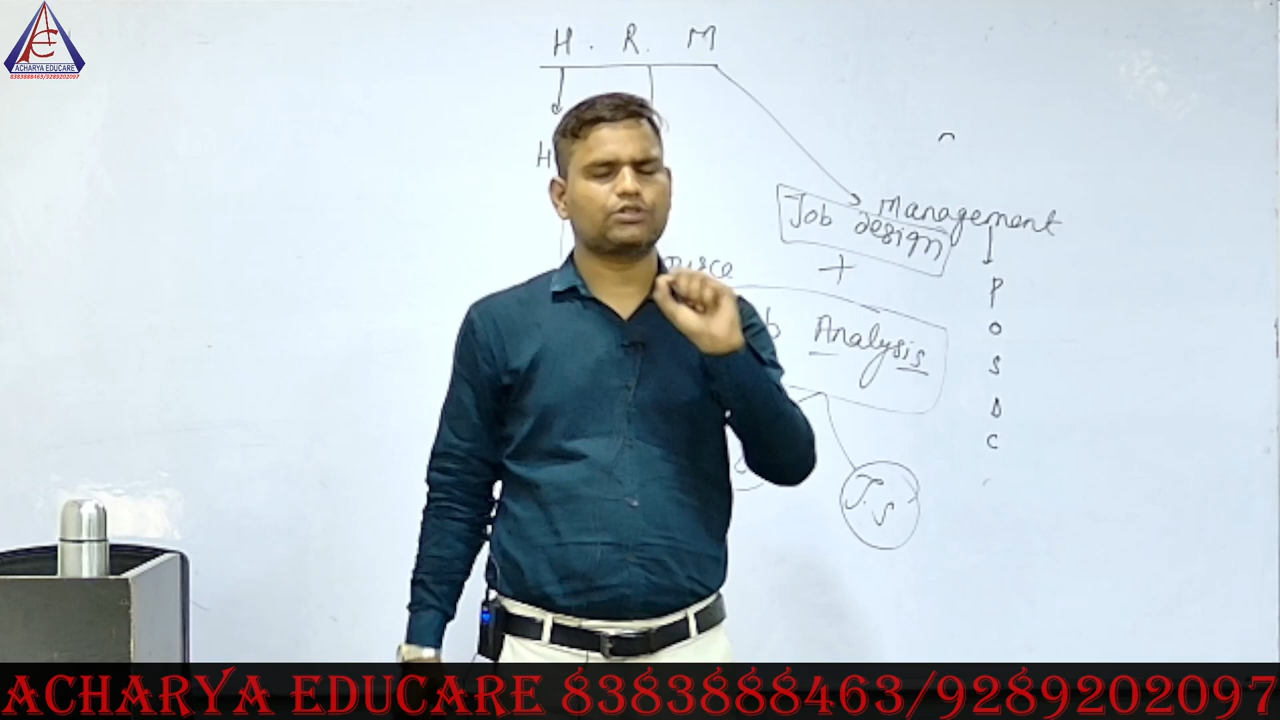 ACHARYA EDUCARE
8383888463/9289202097
H. R. M
H
Management
Job design
+
P
O
S
D
C
Analysis
J.S
ACHARYA EDUCARE 8383888463/9289202097